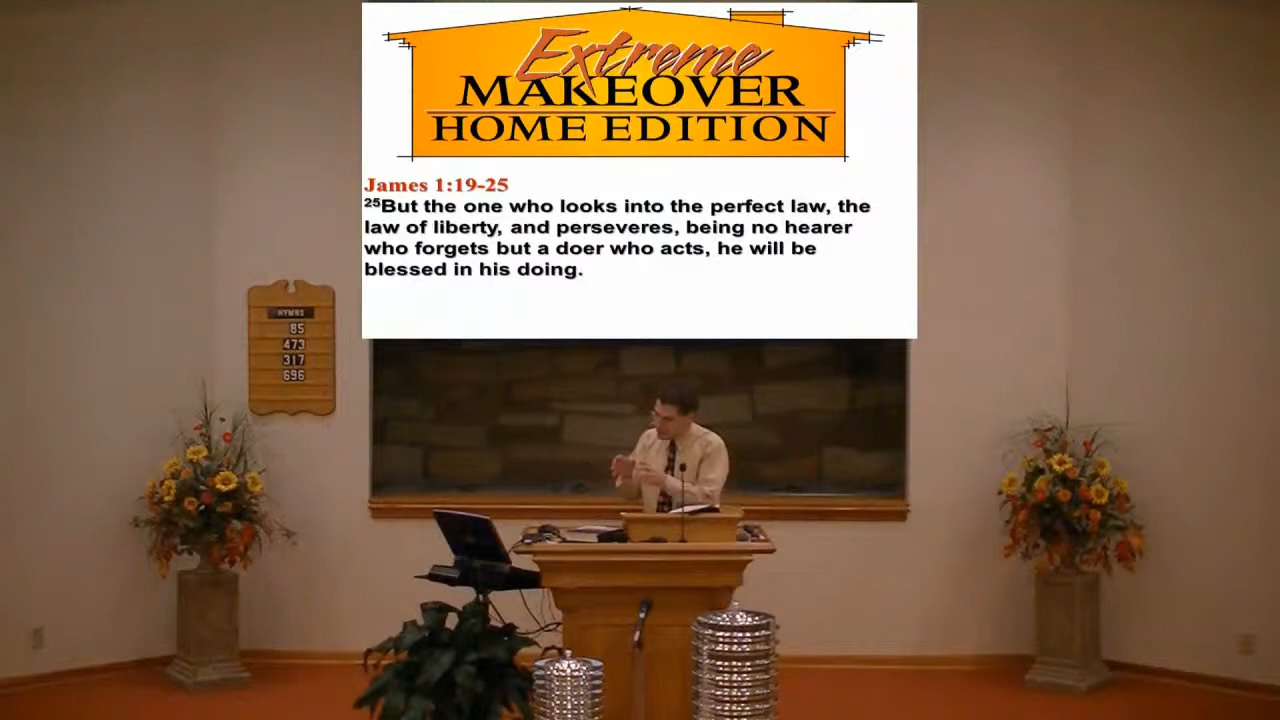 Extreme
MAKEOVER
HOME EDITION
James 1:19-25
25But the one who looks into the perfect law, the
law of liberty, and perseveres, being no hearer
who forgets but a doer who acts, he will be
blessed in his doing.
HYMNS
85
473
317
696